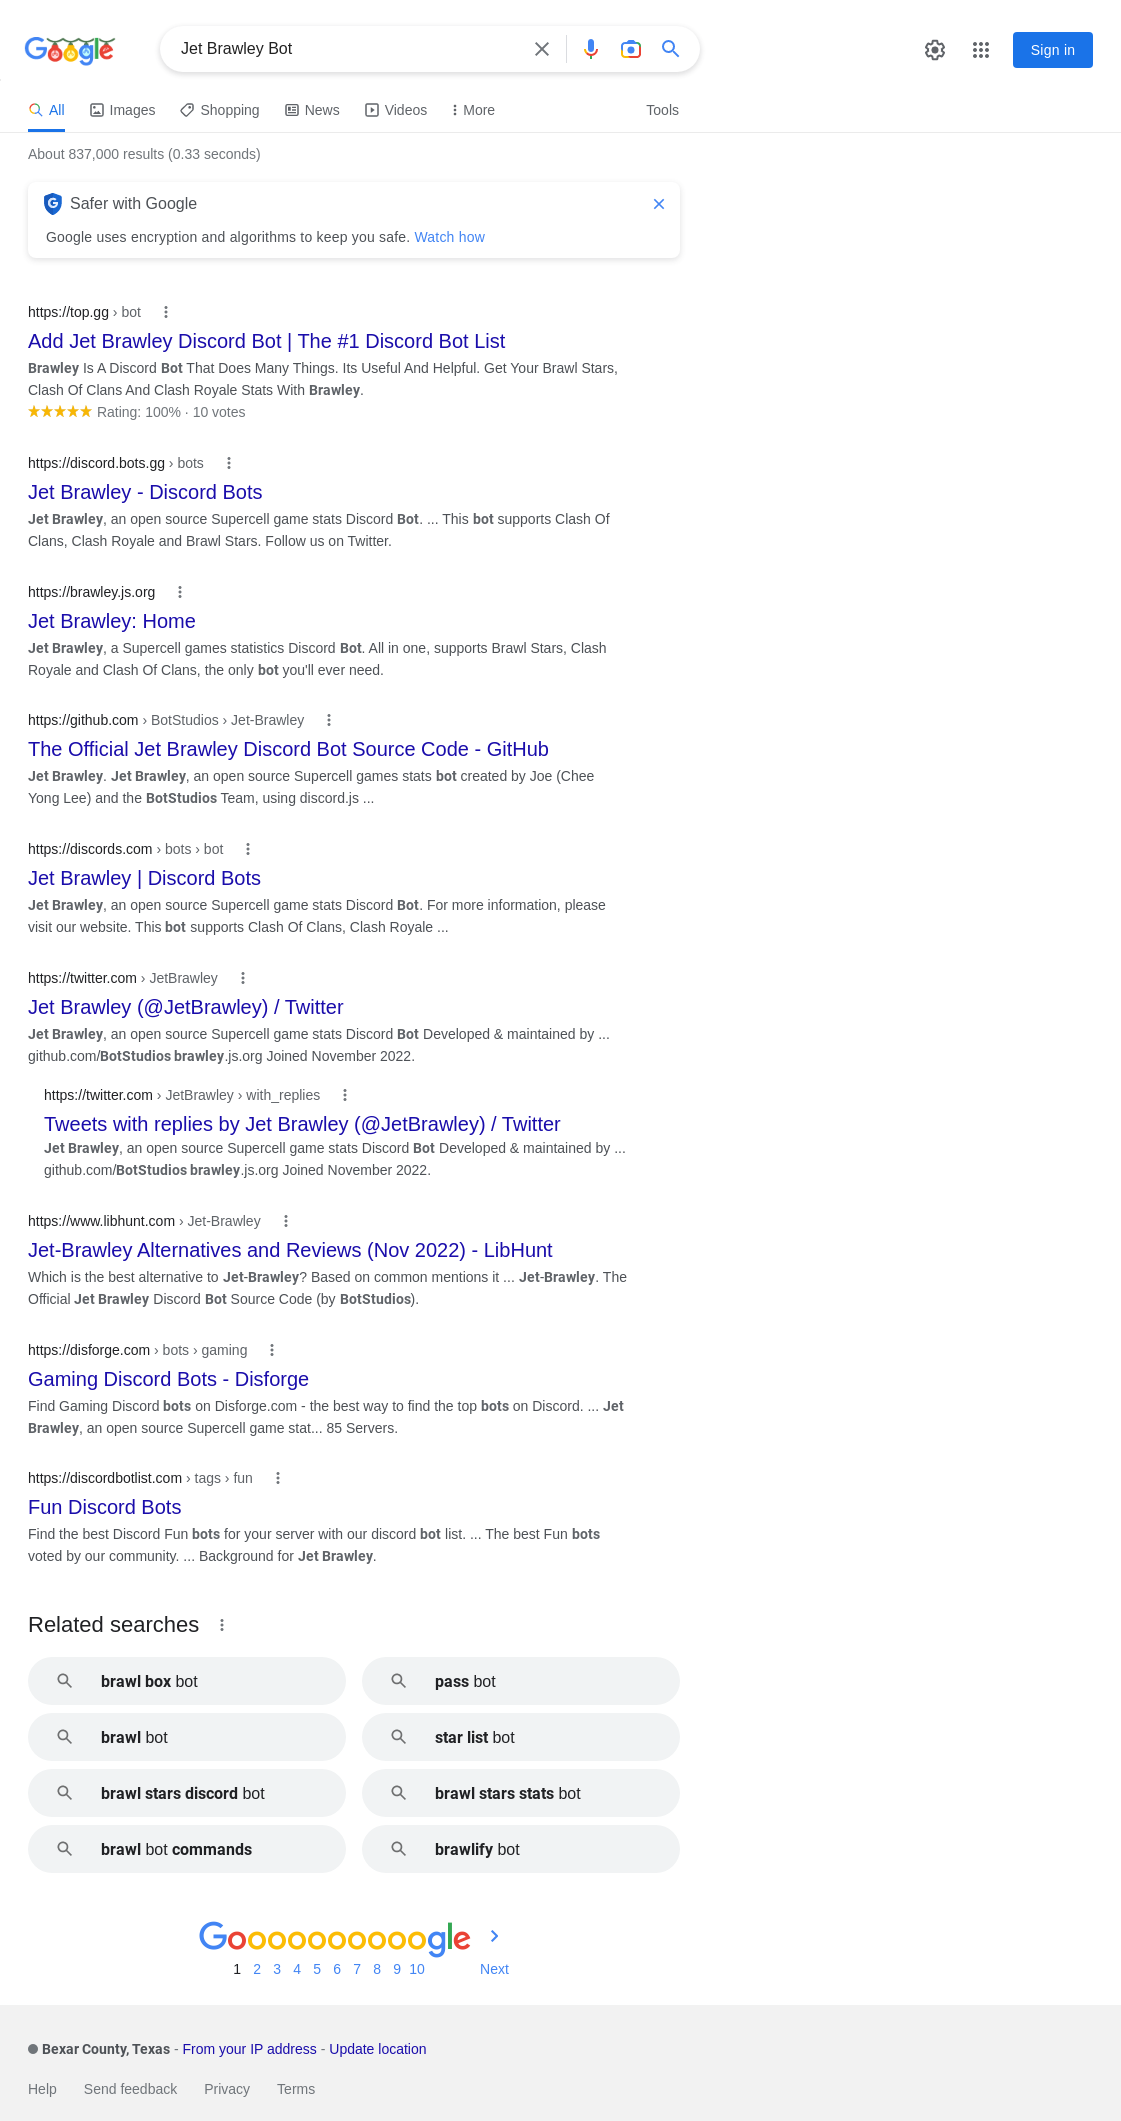 Google
Jet Brawley Bot
Sign in
All Images Shopping News Videos More Tools
About 837,000 results (0.33 seconds)
Safer with Google
Google uses encryption and algorithms to keep you safe. Watch how
https://top.gg › bot
Add Jet Brawley Discord Bot | The #1 Discord Bot List
Brawley Is A Discord Bot That Does Many Things. Its Useful And Helpful. Get Your Brawl Stars,
Clash Of Clans And Clash Royale Stats With Brawley.
Rating: 100% · 10 votes
https://discord.bots.gg › bots
Jet Brawley - Discord Bots
Jet Brawley, an open source Supercell game stats Discord Bot. ... This bot supports Clash Of
Clans, Clash Royale and Brawl Stars. Follow us on Twitter.
https://brawley.js.org
Jet Brawley: Home
Jet Brawley, a Supercell games statistics Discord Bot. All in one, supports Brawl Stars, Clash
Royale and Clash Of Clans, the only bot you'll ever need.
https://github.com › BotStudios › Jet-Brawley
The Official Jet Brawley Discord Bot Source Code - GitHub
Jet Brawley. Jet Brawley, an open source Supercell games stats bot created by Joe (Chee
Yong Lee) and the BotStudios Team, using discord.js ...
https://discords.com › bots › bot
Jet Brawley | Discord Bots
Jet Brawley, an open source Supercell game stats Discord Bot. For more information, please
visit our website. This bot supports Clash Of Clans, Clash Royale ...
https://twitter.com › JetBrawley
Jet Brawley (@JetBrawley) / Twitter
Jet Brawley, an open source Supercell game stats Discord Bot Developed & maintained by ...
github.com/BotStudios brawley.js.org Joined November 2022.
https://twitter.com › JetBrawley › with_replies
Tweets with replies by Jet Brawley (@JetBrawley) / Twitter
Jet Brawley, an open source Supercell game stats Discord Bot Developed & maintained by ...
github.com/BotStudios brawley.js.org Joined November 2022.
https://www.libhunt.com › Jet-Brawley
Jet-Brawley Alternatives and Reviews (Nov 2022) - LibHunt
Which is the best alternative to Jet-Brawley? Based on common mentions it ... Jet-Brawley. The
Official Jet Brawley Discord Bot Source Code (by BotStudios).
https://disforge.com › bots › gaming
Gaming Discord Bots - Disforge
Find Gaming Discord bots on Disforge.com - the best way to find the top bots on Discord. ... Jet
Brawley, an open source Supercell game stat... 85 Servers.
https://discordbotlist.com › tags › fun
Fun Discord Bots
Find the best Discord Fun bots for your server with our discord bot list. ... The best Fun bots
voted by our community. ... Background for Jet Brawley.
Related searches
brawl box bot
pass bot
brawl bot
star list bot
brawl stars discord bot
brawl stars stats bot
brawl bot commands
brawlify bot
Goooooooooogle
1 2 3 4 5 6 7 8 9 10 Next
Bexar County, Texas - From your IP address - Update location
Help Send feedback Privacy Terms